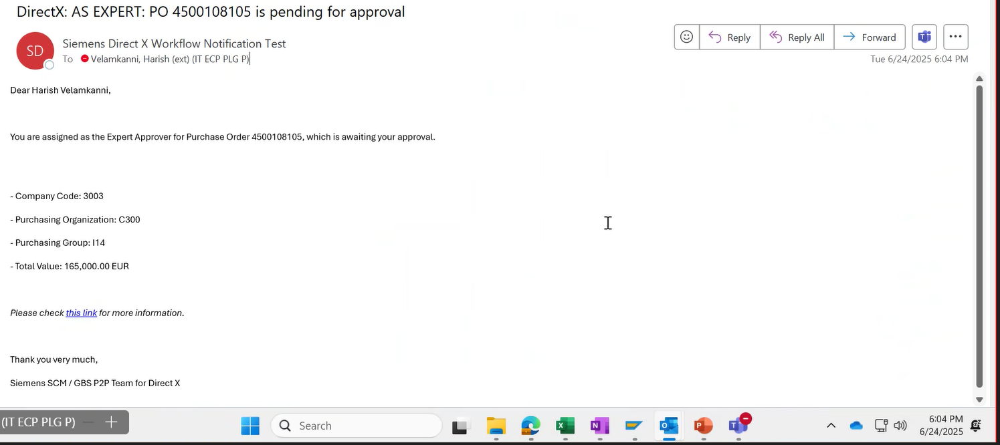 DirectX: AS EXPERT: PO 4500108105 is pending for approval
SD
Siemens Direct X Workflow Notification Test
To Velamkanni, Harish (ext) (IT ECP PLG P)
Reply
Reply All
Forward
Tue 6/24/2025 6:04 PM
Dear Harish Velamkanni,
You are assigned as the Expert Approver for Purchase Order 4500108105, which is awaiting your approval.
- Company Code: 3003
- Purchasing Organization: C300
- Purchasing Group: I14
- Total Value: 165,000.00 EUR
Please check this link for more information.
Thank you very much,
Siemens SCM / GBS P2P Team for Direct X
(IT ECP PLG P)
Search
6:04 PM
6/24/2025